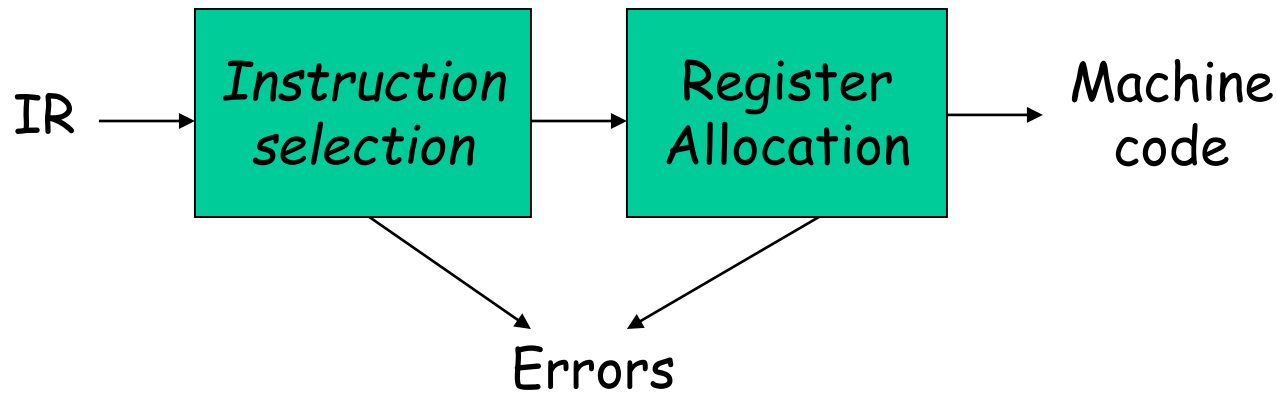 IR
Instruction
selection
Register
Allocation
Machine
code
Errors